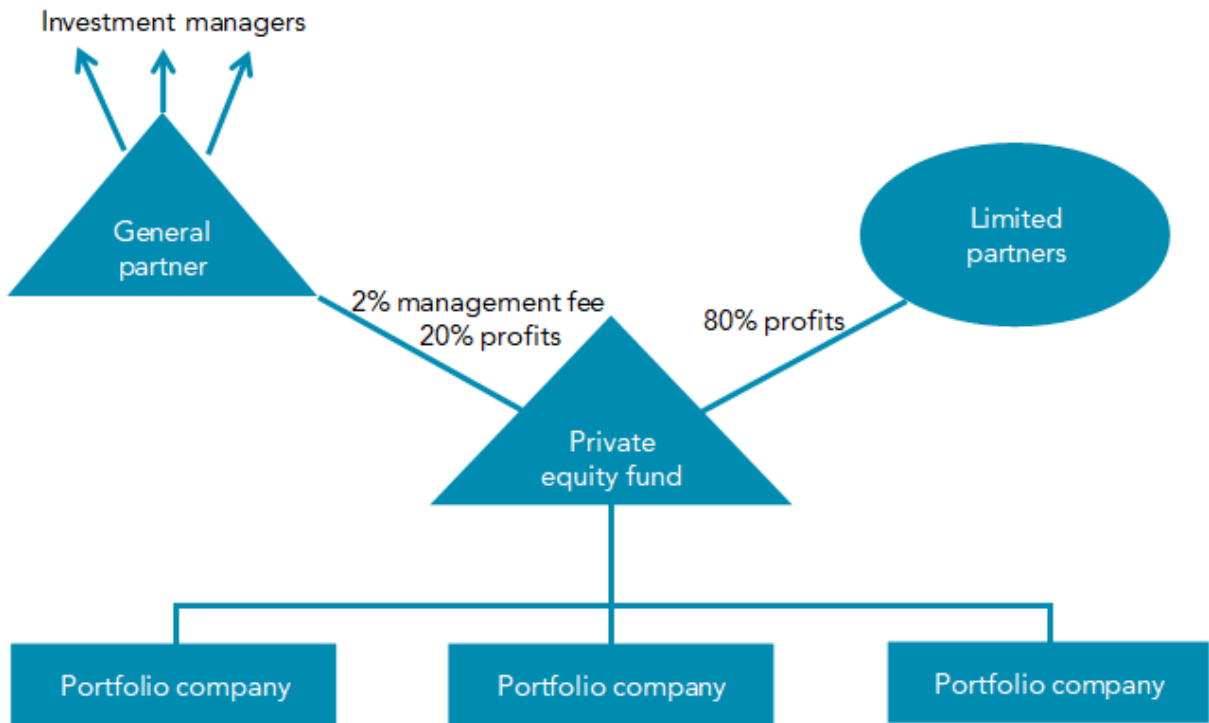 Investment managers
General
partner
Limited
partners
2% management fee
20% profits
80% profits
Private
equity fund
Portfolio company
Portfolio company
Portfolio company